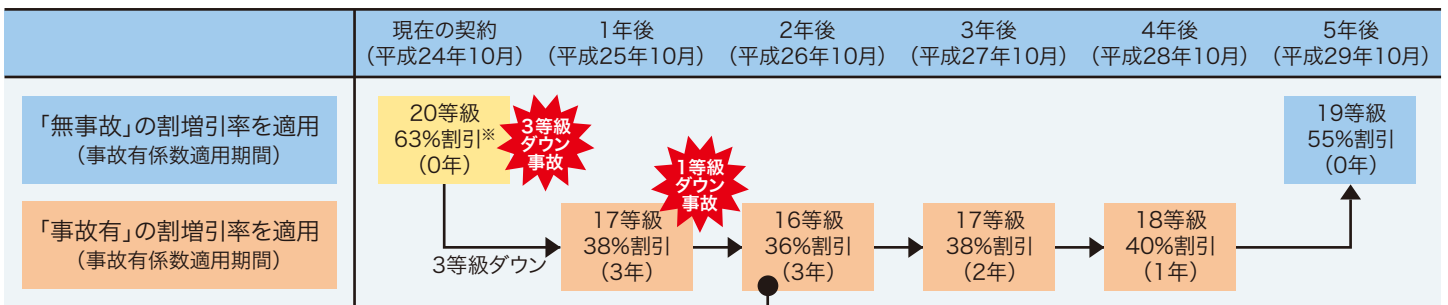 現在の契約
(平成24年10月)
1年後
(平成25年10月)
2年後
(平成26年10月)
3年後
(平成27年10月)
4年後
(平成28年10月)
5年後
(平成29年10月)
「無事故」の割増引率を適用
(事故有係数適用期間)
20等級
63%割引※
(0年)
3等級
ダウン
事故
1等級
ダウン
事故
19等級
55%割引
(0年)
「事故有」の割増引率を適用
(事故有係数適用期間)
3等級ダウン
17等級
38%割引
(3年)
16等級
36%割引
(3年)
17等級
38%割引
(2年)
18等級
40%割引
(1年)